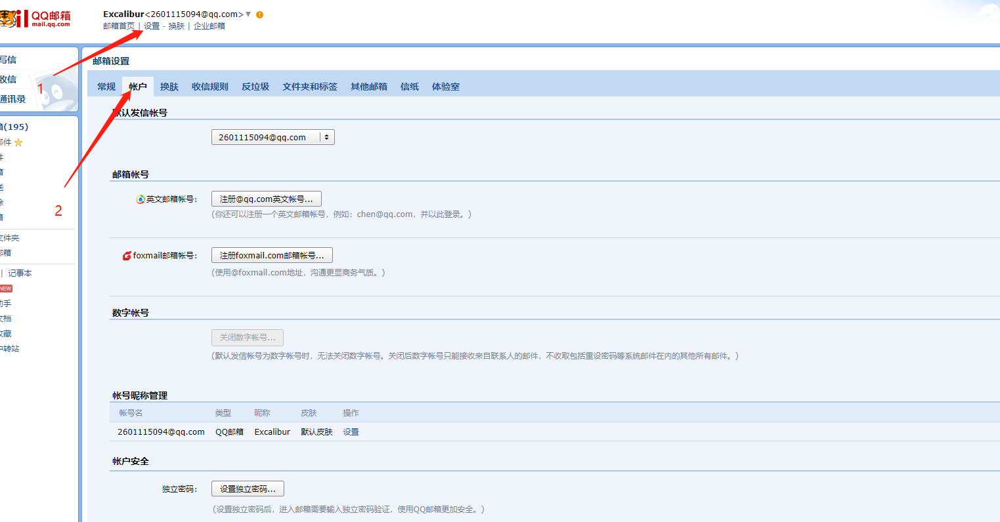 QQ邮箱
mail.qq.com
Excalibur<2601115094@qq.com>
邮箱首页 | 设置 - 换肤 | 企业邮箱
写信
收信
通讯录
1
箱(195)
邮件
件
箱
送
除
箱
2
文件夹
邮箱
| 记事本
NEW
助手
文档
收藏
中转站
邮箱设置
常规 帐户 换肤 收信规则 反垃圾 文件夹和标签 其他邮箱 信纸 体验室
默认发信帐号
2601115094@qq.com
邮箱帐号
英文邮箱帐号: 注册@qq.com英文帐号...
(你还可以注册一个英文邮箱帐号，例如：chen@qq.com，并以此登录。)
foxmail邮箱帐号: 注册foxmail.com邮箱帐号...
(使用@foxmail.com地址，沟通更显商务气质。)
数字帐号
关闭数字帐号...
(默认发信帐号为数字帐号时，无法关闭数字帐号。关闭后数字帐号只能接收来自联系人的邮件，不收取包括重设密码等系统邮件在内的其他所有邮件。)
帐号昵称管理
帐号名 类型 昵称 皮肤 操作
2601115094@qq.com QQ邮箱 Excalibur 默认皮肤 设置
帐户安全
独立密码: 设置独立密码...
(设置独立密码后，进入邮箱需要输入独立密码验证，使用QQ邮箱更加安全。)